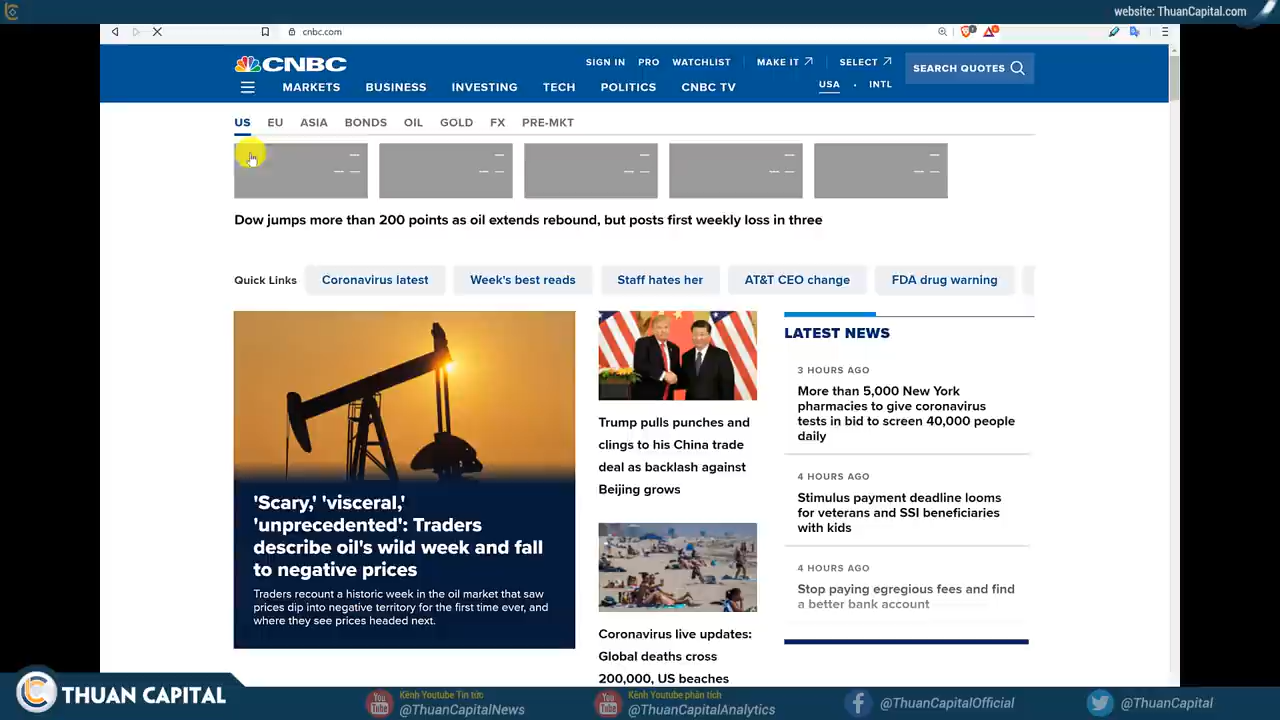 website: ThuanCapital.com
cnbc.com
CNBC
SIGN IN PRO WATCHLIST MAKE IT SELECT
SEARCH QUOTES
MARKETS BUSINESS INVESTING TECH POLITICS CNBC TV
USA · INTL
US EU ASIA BONDS OIL GOLD FX PRE-MKT
Dow jumps more than 200 points as oil extends rebound, but posts first weekly loss in three
Quick Links Coronavirus latest Week's best reads Staff hates her AT&T CEO change FDA drug warning
'Scary,' 'visceral,'
'unprecedented': Traders
describe oil's wild week and fall
to negative prices
Traders recount a historic week in the oil market that saw
prices dip into negative territory for the first time ever, and
where they see prices headed next.
Trump pulls punches and
clings to his China trade
deal as backlash against
Beijing grows
Coronavirus live updates:
Global deaths cross
200,000, US beaches
LATEST NEWS
3 HOURS AGO
More than 5,000 New York
pharmacies to give coronavirus
tests in bid to screen 40,000 people
daily
4 HOURS AGO
Stimulus payment deadline looms
for veterans and SSI beneficiaries
with kids
4 HOURS AGO
Stop paying egregious fees and find
a better bank account
THUAN CAPITAL
Kênh Youtube Tin tức
@ThuanCapitalNews
Kênh Youtube phân tích
@ThuanCapitalAnalytics
@ThuanCapitalOfficial
@ThuanCapital